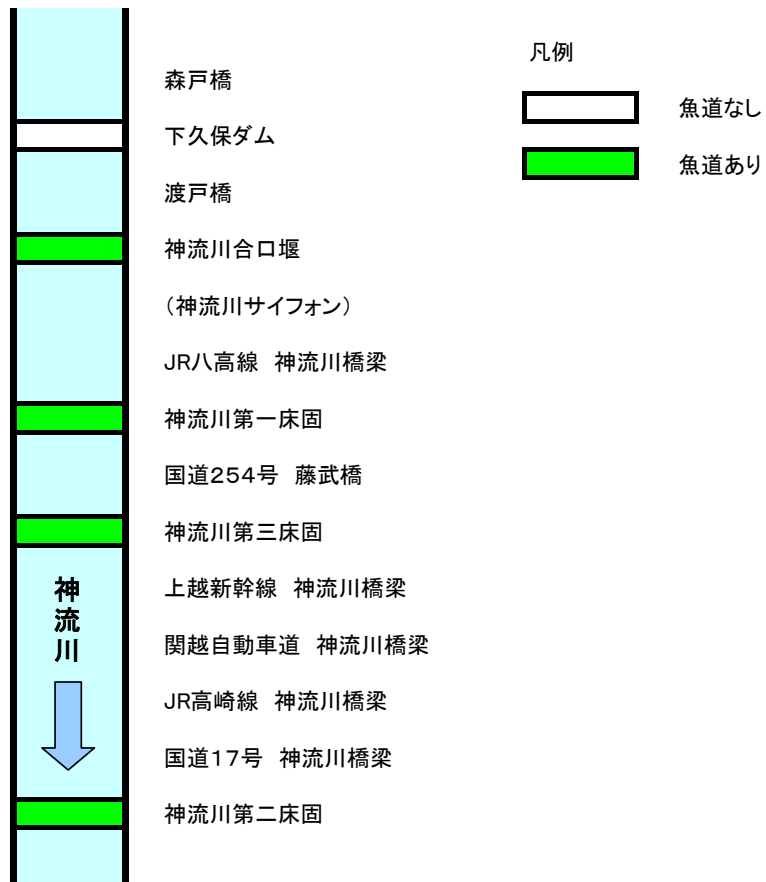 凡例
魚道なし
魚道あり
森戸橋
下久保ダム
渡戸橋
神流川合口堰
（神流川サイフォン）
JR八高線　神流川橋梁
神流川第一床固
国道２５４号　藤武橋
神流川第三床固
上越新幹線　神流川橋梁
関越自動車道　神流川橋梁
JR高崎線　神流川橋梁
国道１７号　神流川橋梁
神流川第二床固
神流川